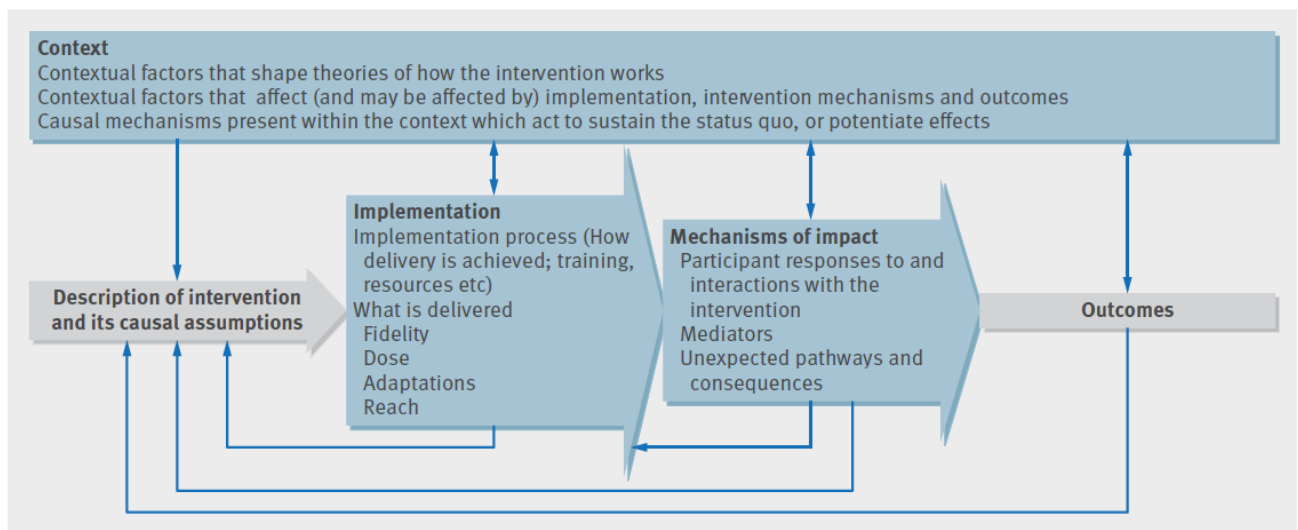 Context
Contextual factors that shape theories of how the intervention works
Contextual factors that affect (and may be affected by) implementation, intervention mechanisms and outcomes
Causal mechanisms present within the context which act to sustain the status quo, or potentiate effects
Description of intervention
and its causal assumptions
Implementation
Implementation process (How
delivery is achieved; training,
resources etc)
What is delivered
Fidelity
Dose
Adaptations
Reach
Mechanisms of impact
Participant responses to and
interactions with the
intervention
Mediators
Unexpected pathways and
consequences
Outcomes